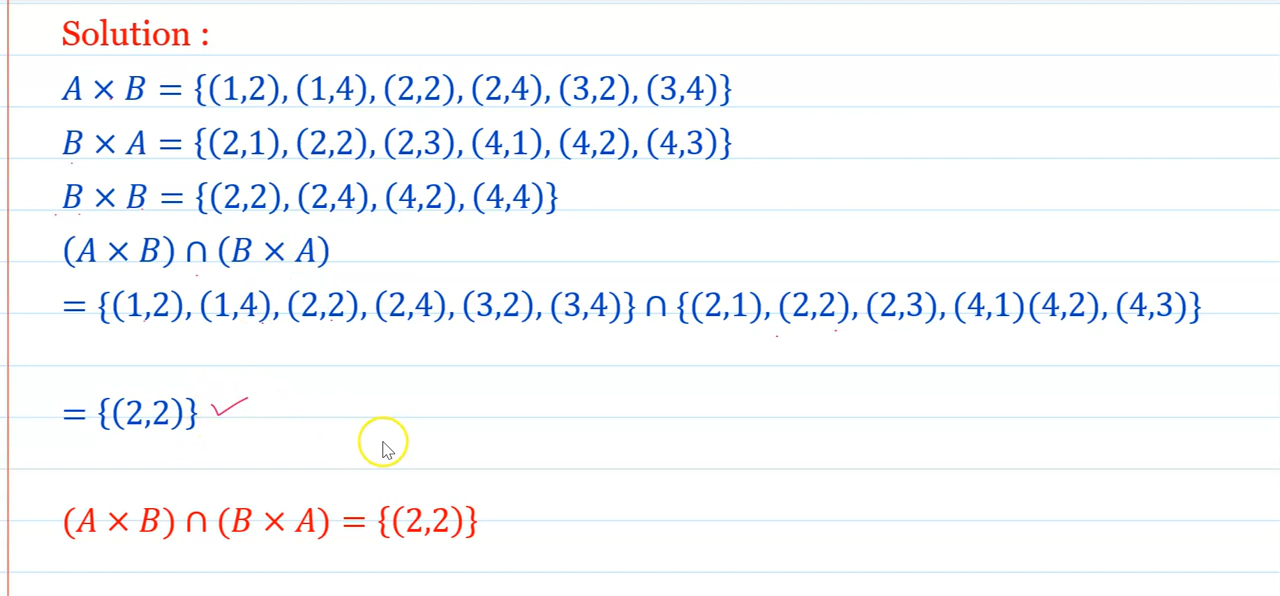 Solution :
A × B = {(1,2), (1,4), (2,2), (2,4), (3,2), (3,4)}
B × A = {(2,1), (2,2), (2,3), (4,1), (4,2), (4,3)}
B × B = {(2,2), (2,4), (4,2), (4,4)}
(A × B) ∩ (B × A)
= {(1,2), (1,4), (2,2), (2,4), (3,2), (3,4)} ∩ {(2,1), (2,2), (2,3), (4,1)(4,2), (4,3)}
= {(2,2)}
(A × B) ∩ (B × A) = {(2,2)}